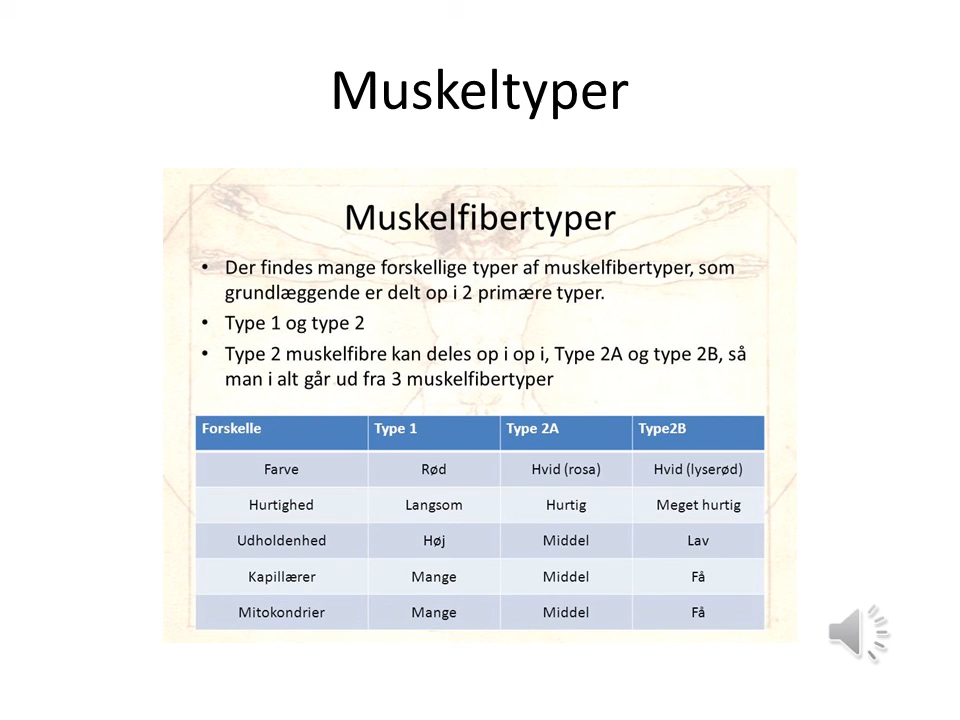 Muskeltyper
Muskelfibertyper
• Der findes mange forskellige typer af muskelfibertyper, som
grundlæggende er delt op i 2 primære typer.
• Type 1 og type 2
• Type 2 muskelfibre kan deles op i op i, Type 2A og type 2B, så
man i alt går ud fra 3 muskelfibertyper
Forskelle Type 1 Type 2A Type2B
Farve Rød Hvid (rosa) Hvid (lyserød)
Hurtighed Langsom Hurtig Meget hurtig
Udholdenhed Høj Middel Lav
Kapillærer Mange Middel Få
Mitokondrier Mange Middel Få